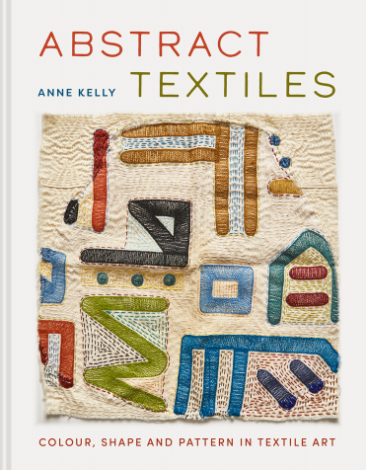 ABSTRACT
TEXTILES
ANNE KELLY
COLOUR, SHAPE AND PATTERN IN TEXTILE ART